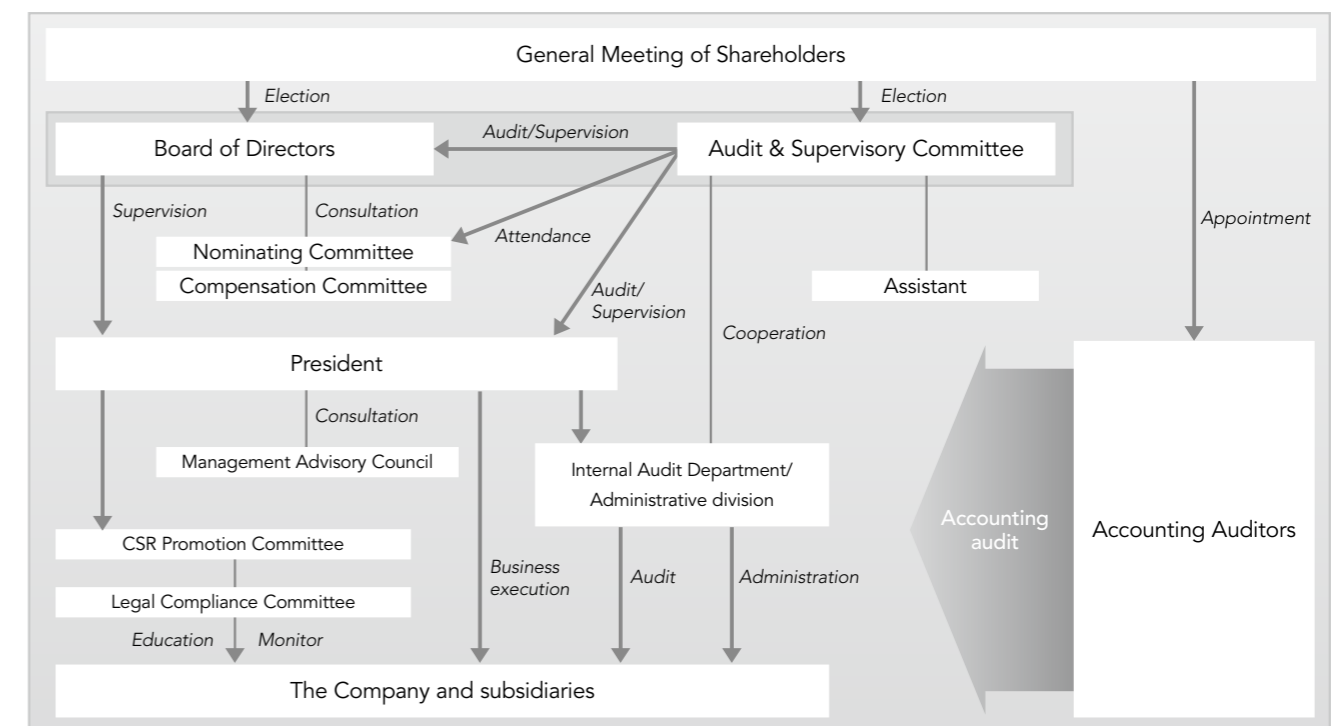 General Meeting of Shareholders
Election
Election
Board of Directors
Audit/Supervision
Audit & Supervisory Committee
Supervision
Consultation
Attendance
Appointment
Nominating Committee
Compensation Committee
Audit/
Supervision
Assistant
Cooperation
President
Consultation
Management Advisory Council
Internal Audit Department/
Administrative division
Accounting
audit
Accounting Auditors
CSR Promotion Committee
Business
execution
Audit
Administration
Legal Compliance Committee
Education
Monitor
The Company and subsidiaries